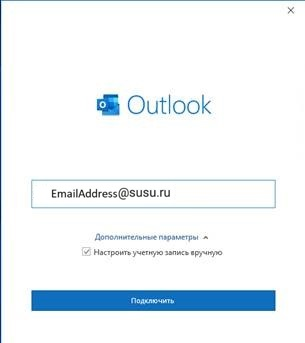 Outlook
EmailAddress@susu.ru
Дополнительные параметры
Настроить учетную запись вручную
Подключить